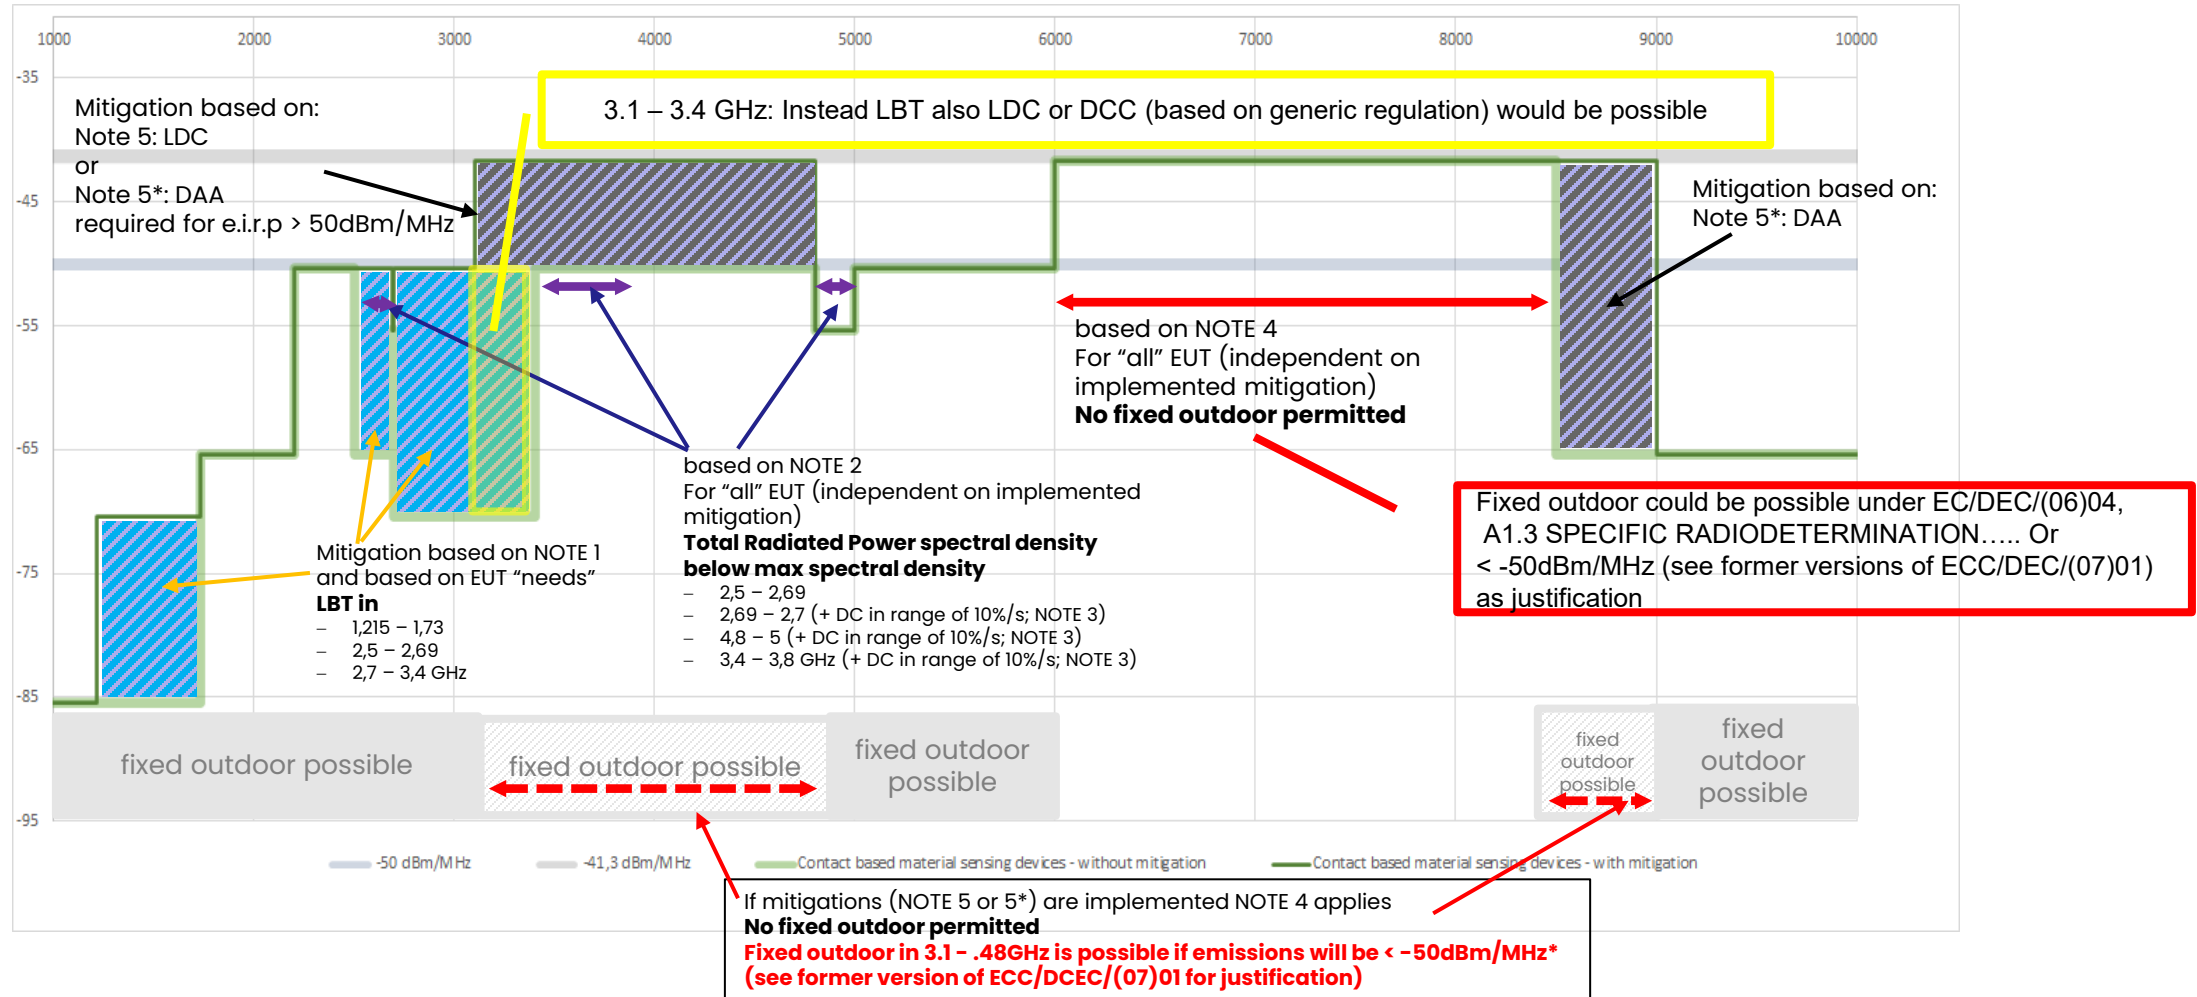 1000 2000 3000 4000 5000 6000 7000 8000 9000 10000
-35
-45
-55
-65
-75
-85
-95
Mitigation based on:
Note 5: LDC
or
Note 5*: DAA
required for e.i.r.p > 50dBm/MHz
3.1 – 3.4 GHz: Instead LBT also LDC or DCC (based on generic regulation) would be possible
Mitigation based on:
Note 5*: DAA
based on NOTE 4
For “all” EUT (independent on
implemented mitigation)
No fixed outdoor permitted
Fixed outdoor could be possible under EC/DEC/(06)04,
A1.3 SPECIFIC RADIODETERMINATION….. Or
< -50dBm/MHz (see former versions of ECC/DEC/(07)01)
as justification
based on NOTE 2
For “all” EUT (independent on implemented
mitigation)
Total Radiated Power spectral density
below max spectral density
– 2,5 – 2,69
– 2,69 – 2,7 (+ DC in range of 10%/s; NOTE 3)
– 4,8 – 5 (+ DC in range of 10%/s; NOTE 3)
– 3,4 – 3,8 GHz (+ DC in range of 10%/s; NOTE 3)
Mitigation based on NOTE 1
and based on EUT “needs”
LBT in
– 1,215 – 1,73
– 2,5 – 2,69
– 2,7 – 3,4 GHz
fixed outdoor possible
fixed outdoor possible
fixed outdoor
possible
fixed
outdoor
possible
fixed
outdoor
possible
-50 dBm/MHz
-41,3 dBm/MHz
Contact based material sensing devices - without mitigation
Contact based material sensing devices - with mitigation
If mitigations (NOTE 5 or 5*) are implemented NOTE 4 applies
No fixed outdoor permitted
Fixed outdoor in 3.1 - .48GHz is possible if emissions will be < -50dBm/MHz*
(see former version of ECC/DCEC/(07)01 for justification)